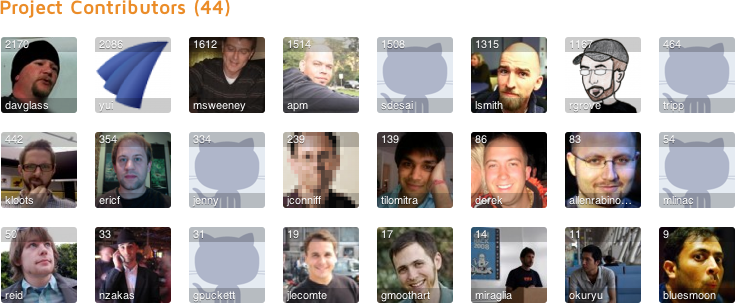 Project Contributors (44)
2170 2086 1612 1514 1508 1315 1167 464
davglass yui msweeney apm sdesai lsmith rgrove tripp
442 354 334 239 139 86 83 54
kloots ericf jenny jconniff tilomitra derek allenrabino... mlinac
50 33 31 19 17 14 11 9
reid nzakas gpuckett jlecomte gmoothart miraglia okuryu bluesmoon